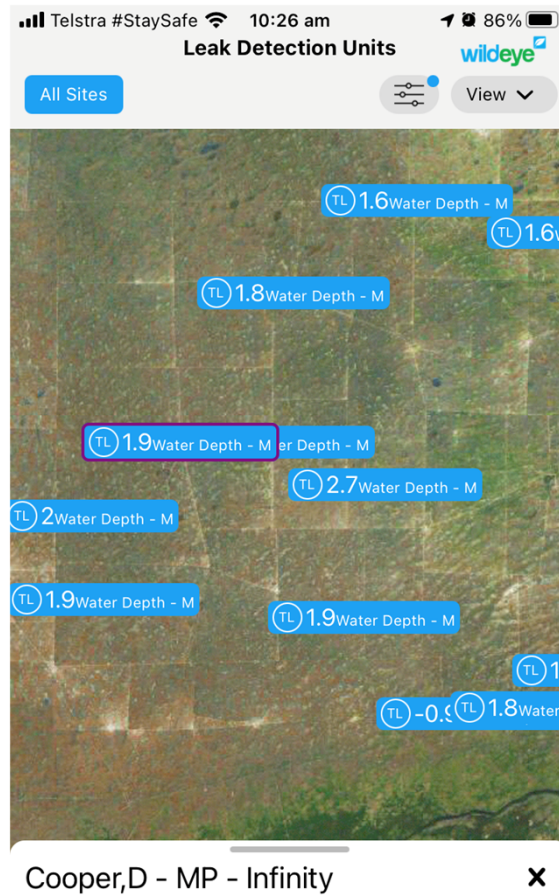 Telstra #StaySafe 10:26 am 86%
Leak Detection Units
wildeye
All Sites
View
TL 1.6 Water Depth - M
TL 1.6
TL 1.8 Water Depth - M
TL 1.9 Water Depth - M er Depth - M
TL 2.7 Water Depth - M
TL 2 Water Depth - M
TL 1.9 Water Depth - M
TL 1.9 Water Depth - M
TL 1
TL -0.9 TL 1.8 Water
Cooper,D - MP - Infinity